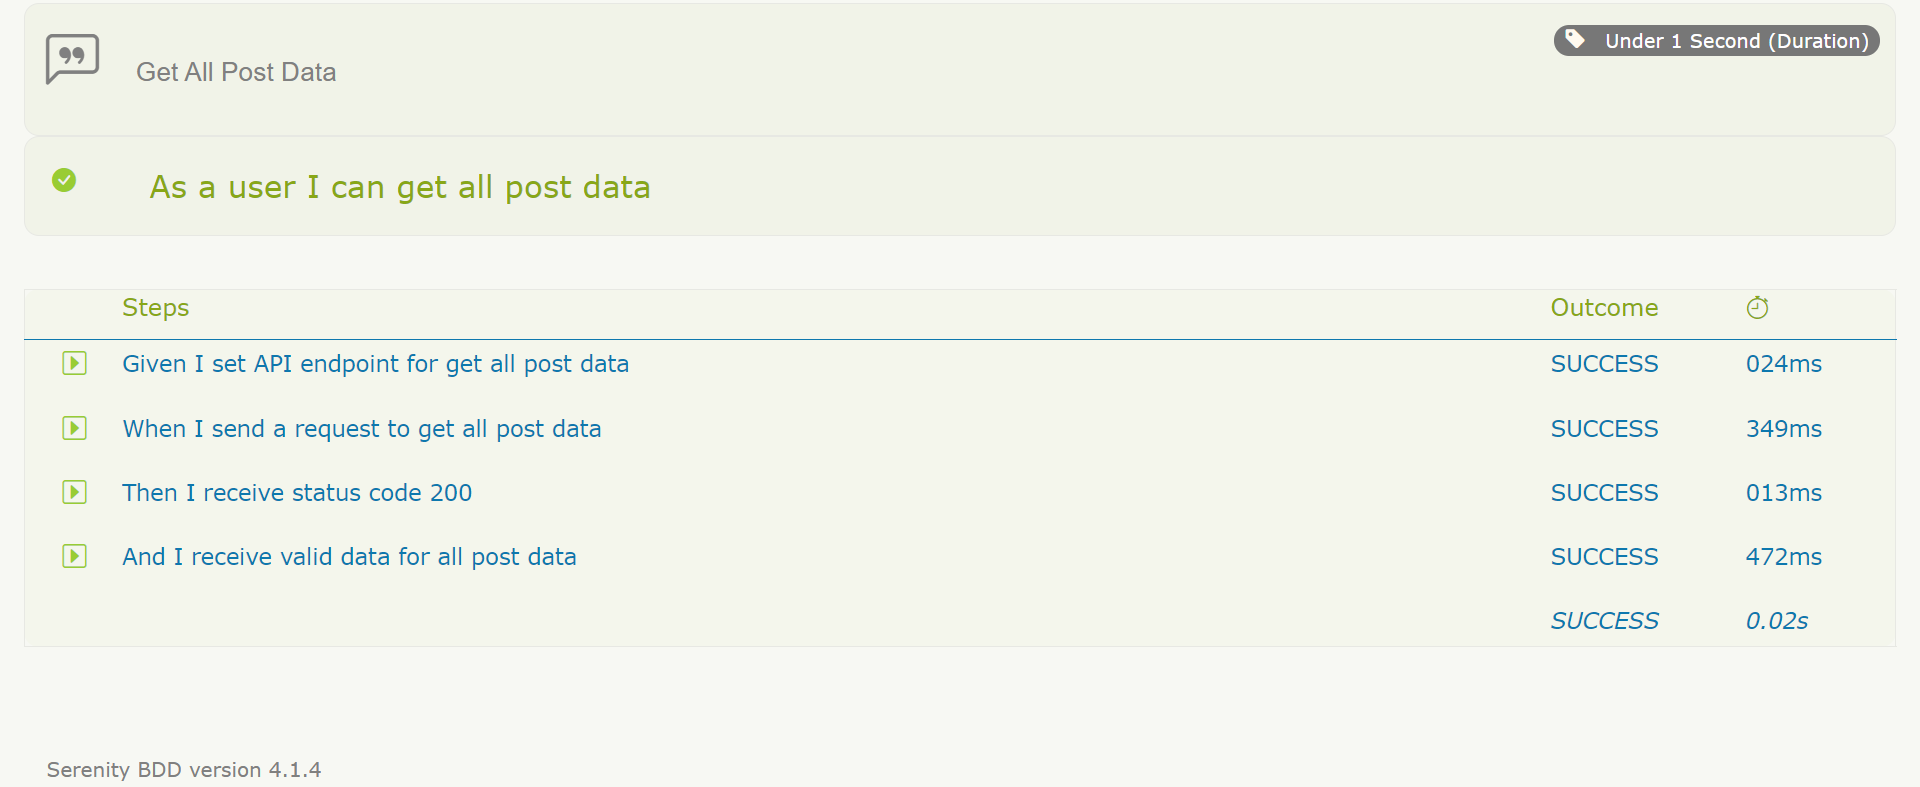 Get All Post Data
Under 1 Second (Duration)
As a user I can get all post data
Steps Outcome
Given I set API endpoint for get all post data SUCCESS 024ms
When I send a request to get all post data SUCCESS 349ms
Then I receive status code 200 SUCCESS 013ms
And I receive valid data for all post data SUCCESS 472ms
SUCCESS 0.02s
Serenity BDD version 4.1.4